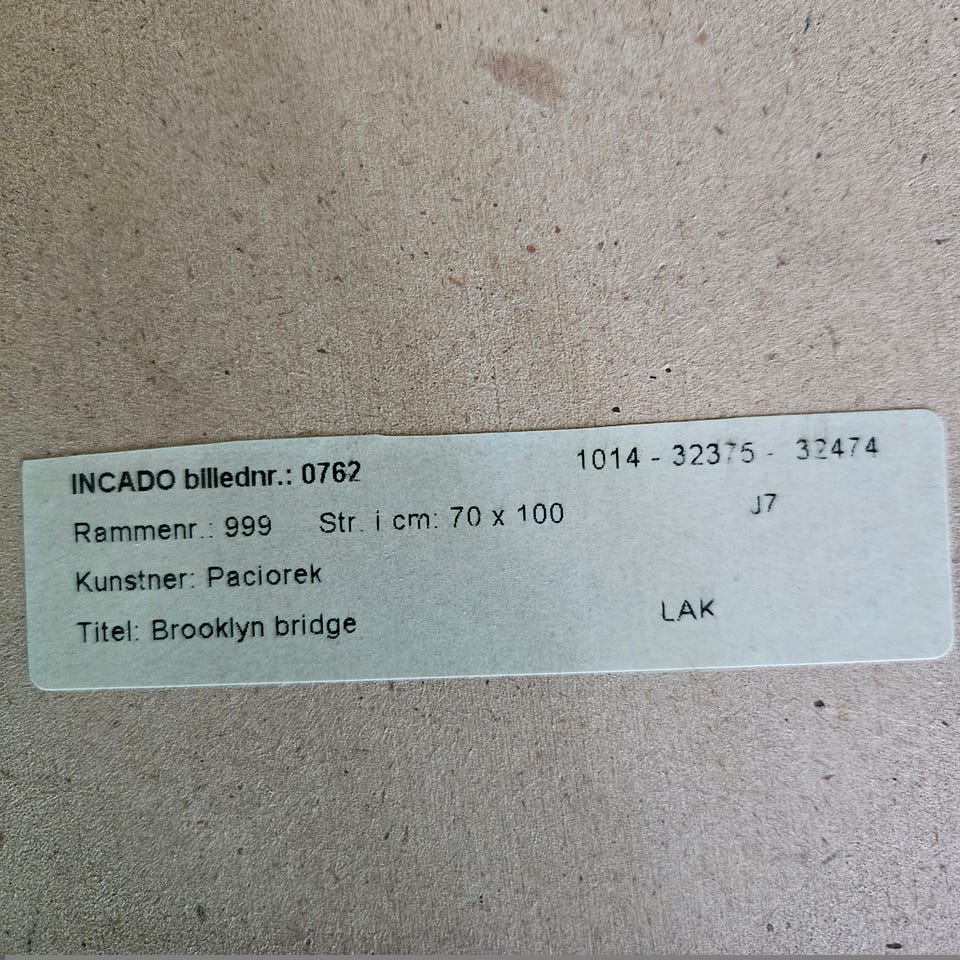 INCADO billednr.: 0762 1014 - 32375 - 32474
Rammenr.: 999 Str. i cm: 70 x 100 J7
Kunstner: Paciorek
Titel: Brooklyn bridge LAK